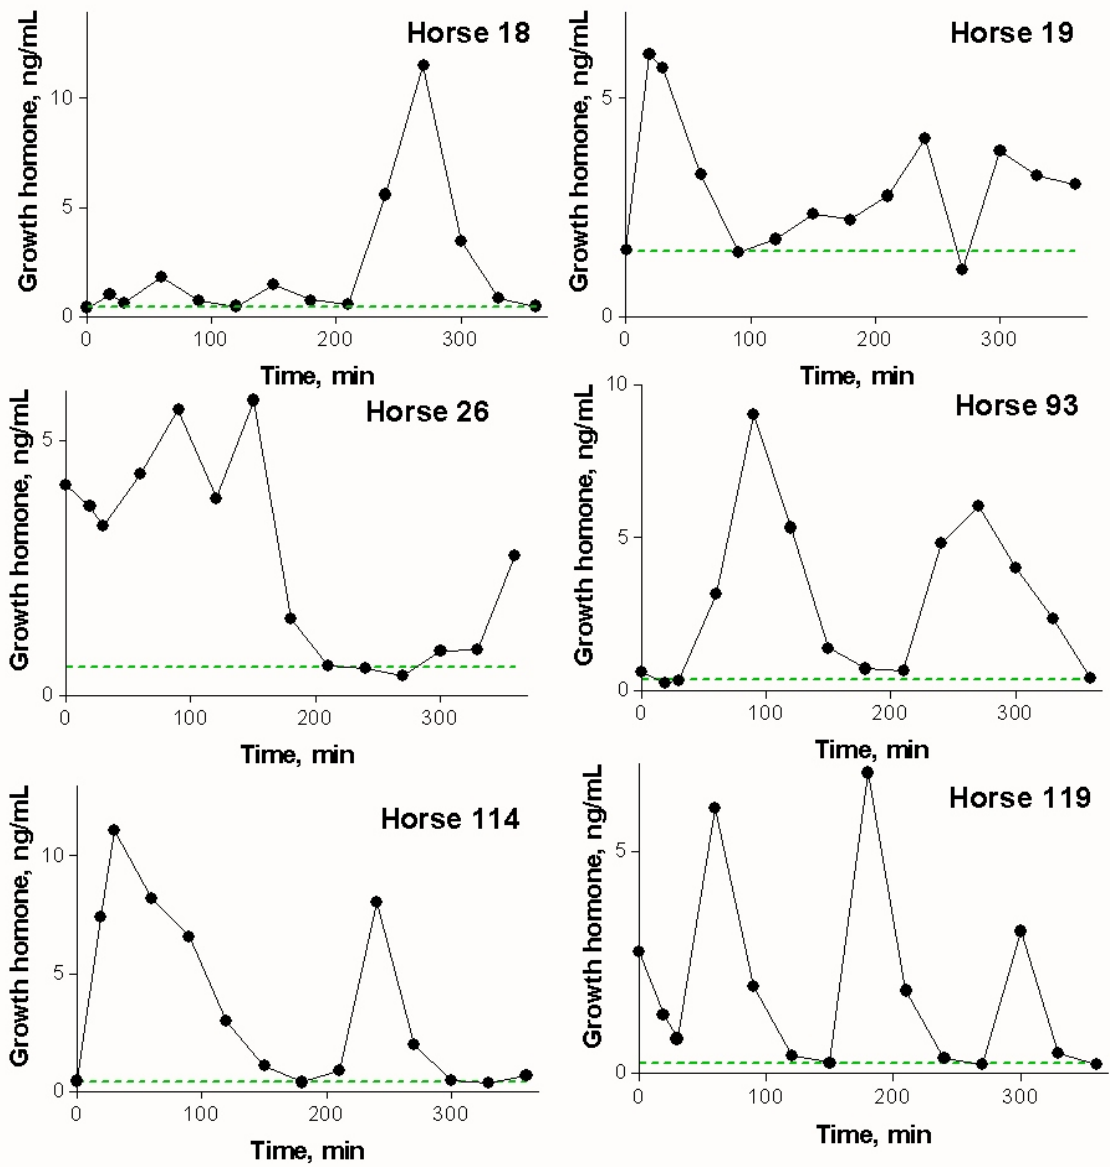 Horse 18
Growth homone, ng/mL
10
5
0
0 100 200 300
Time, min
Horse 19
Growth homone, ng/mL
5
0
0 100 200 300
Time, min
Horse 26
Growth homone, ng/mL
5
0
0 100 200 300
Time, min
Horse 93
Growth homone, ng/mL
10
5
0
0 100 200 300
Time, min
Horse 114
Growth homone, ng/mL
10
5
0
0 100 200 300
Time, min
Horse 119
Growth homone, ng/mL
5
0
0 100 200 300
Time, min